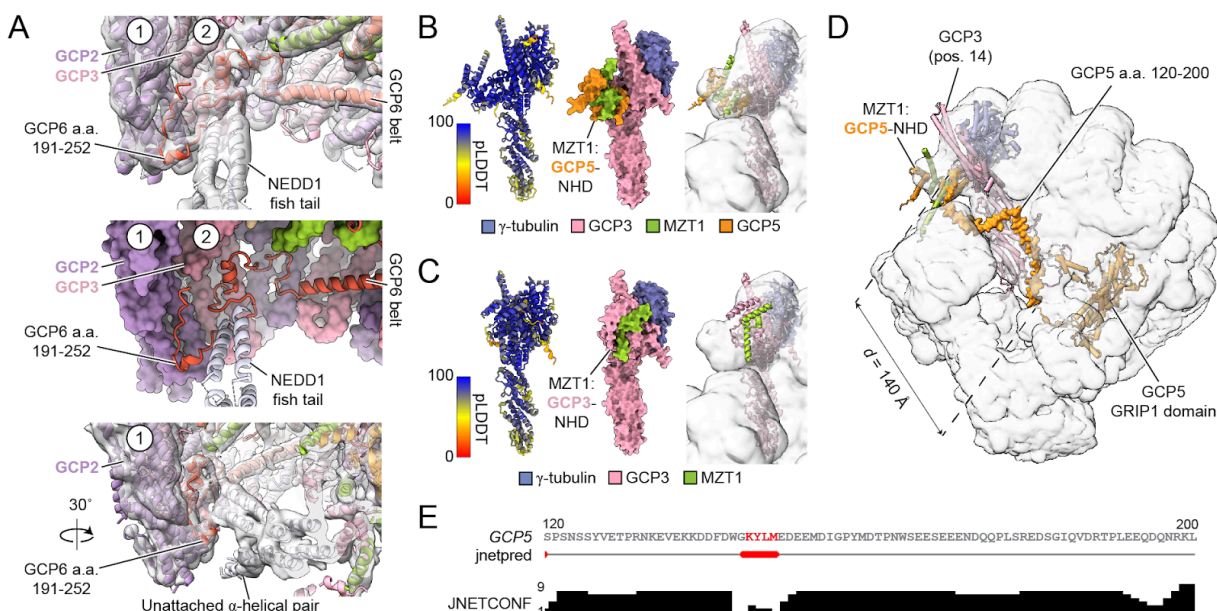 A
1
2
GCP2
GCP3
GCP6 a.a.
191-252
NEDD1
fish tail
GCP6 belt
1
2
GCP2
GCP3
GCP6 a.a.
191-252
NEDD1
fish tail
GCP6 belt
1
GCP2
30°
GCP6 a.a.
191-252
Unattached α-helical pair
B
100
pLDDT
0
MZT1:
GCP5-
NHD
γ-tubulin GCP3 MZT1 GCP5
C
100
pLDDT
0
MZT1:
GCP3-
NHD
γ-tubulin GCP3 MZT1
D
GCP3
(pos. 14)
GCP5 a.a. 120-200
MZT1:
GCP5-NHD
d = 140 Å
GCP5
GRIP1 domain
E
120 200
GCP5 SPSNSSYVETPRNKEVEKKDDFDWGKYLMEDEEMDIGPYMDTPNWSEESEEENDQQPLSREDSGIQVDRTPLEEQDQNRKL
jnetpred
JNETCONF
9